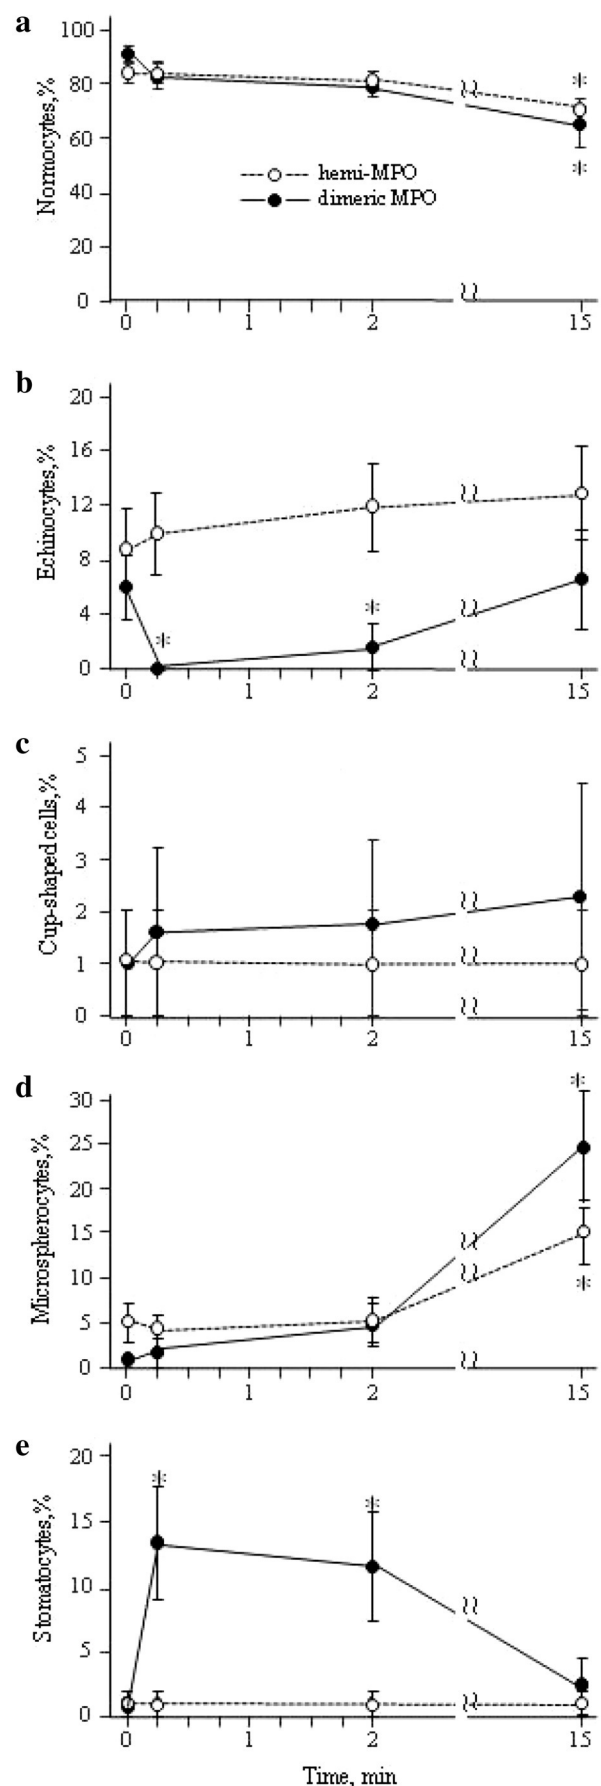 a
100
80
60
40
20
0
Normocytes,%
hemi-MPO
dimeric MPO
*
*
0 1 2 15
b
20
16
12
8
4
0
Echinocytes,%
*
*
0 1 2 15
c
5
4
3
2
1
0
Cup-shaped cells,%
0 1 2 15
d
30
25
20
15
10
5
0
Microspherocytes,%
*
*
0 1 2 15
e
20
15
10
5
0
Stomatocytes,%
*
*
0 1 2 15
Time, min